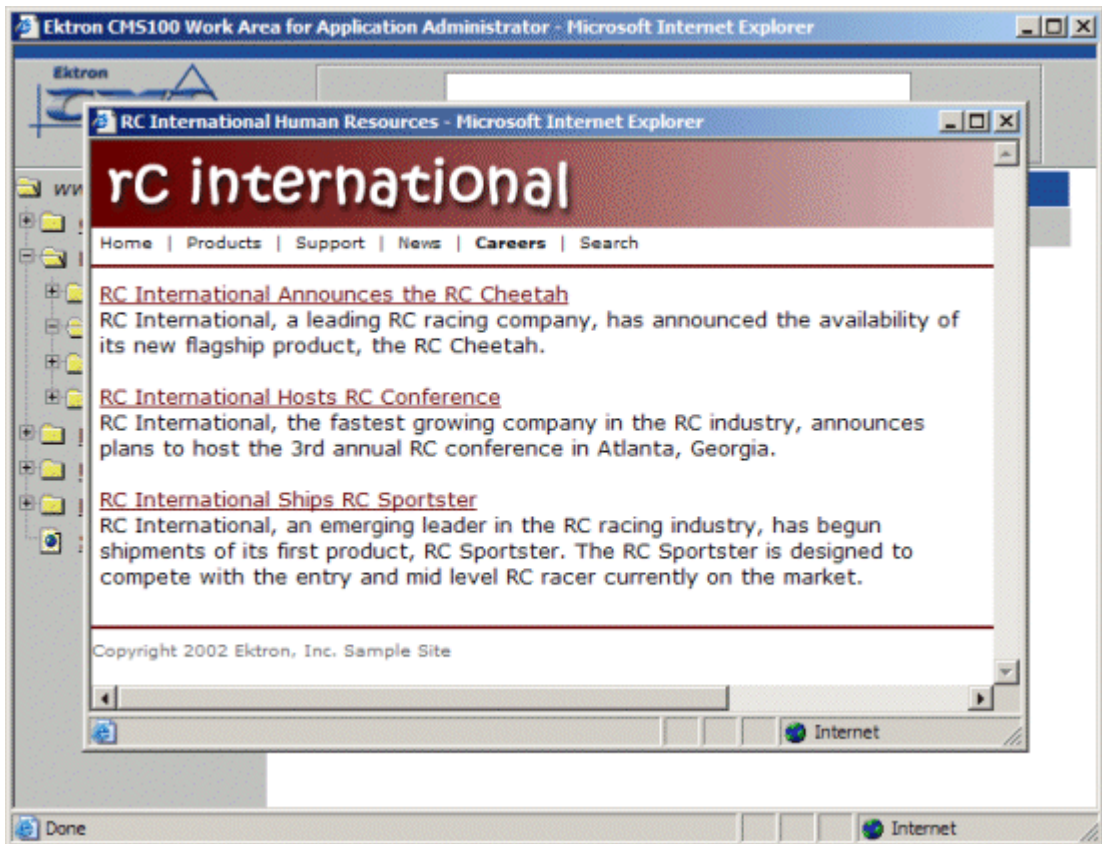 Ektron CMS100 Work Area for Application Administrator - Microsoft Internet Explorer
Ektron
RC International Human Resources - Microsoft Internet Explorer
rc international
Home | Products | Support | News | Careers | Search
RC International Announces the RC Cheetah
RC International, a leading RC racing company, has announced the availability of
its new flagship product, the RC Cheetah.
RC International Hosts RC Conference
RC International, the fastest growing company in the RC industry, announces
plans to host the 3rd annual RC conference in Atlanta, Georgia.
RC International Ships RC Sportster
RC International, an emerging leader in the RC racing industry, has begun
shipments of its first product, RC Sportster. The RC Sportster is designed to
compete with the entry and mid level RC racer currently on the market.
Copyright 2002 Ektron, Inc. Sample Site
Internet
Done
Internet